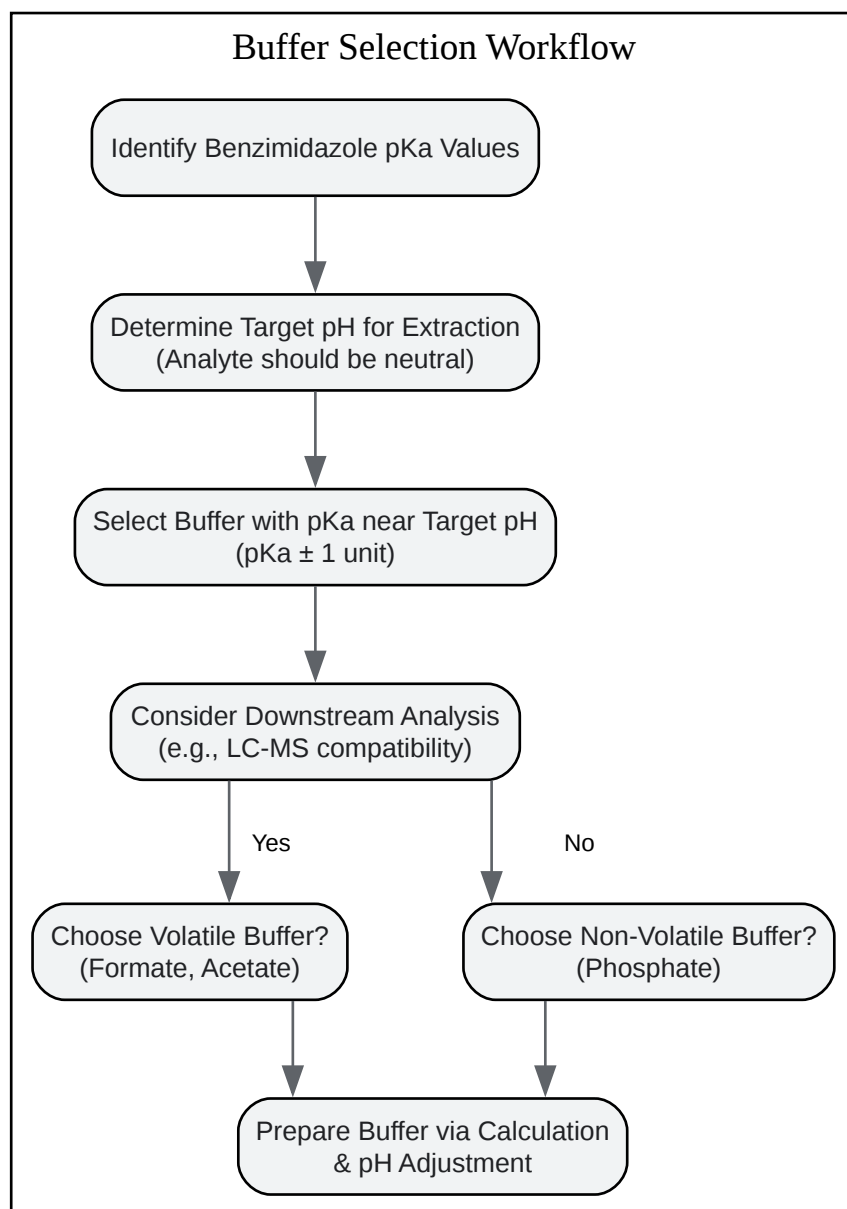 Buffer Selection Workflow
Identify Benzimidazole pKa Values
Determine Target pH for Extraction
(Analyte should be neutral)
Select Buffer with pKa near Target pH
(pKa ± 1 unit)
Consider Downstream Analysis
(e.g., LC-MS compatibility)
Yes
No
Choose Volatile Buffer?
(Formate, Acetate)
Choose Non-Volatile Buffer?
(Phosphate)
Prepare Buffer via Calculation
& pH Adjustment